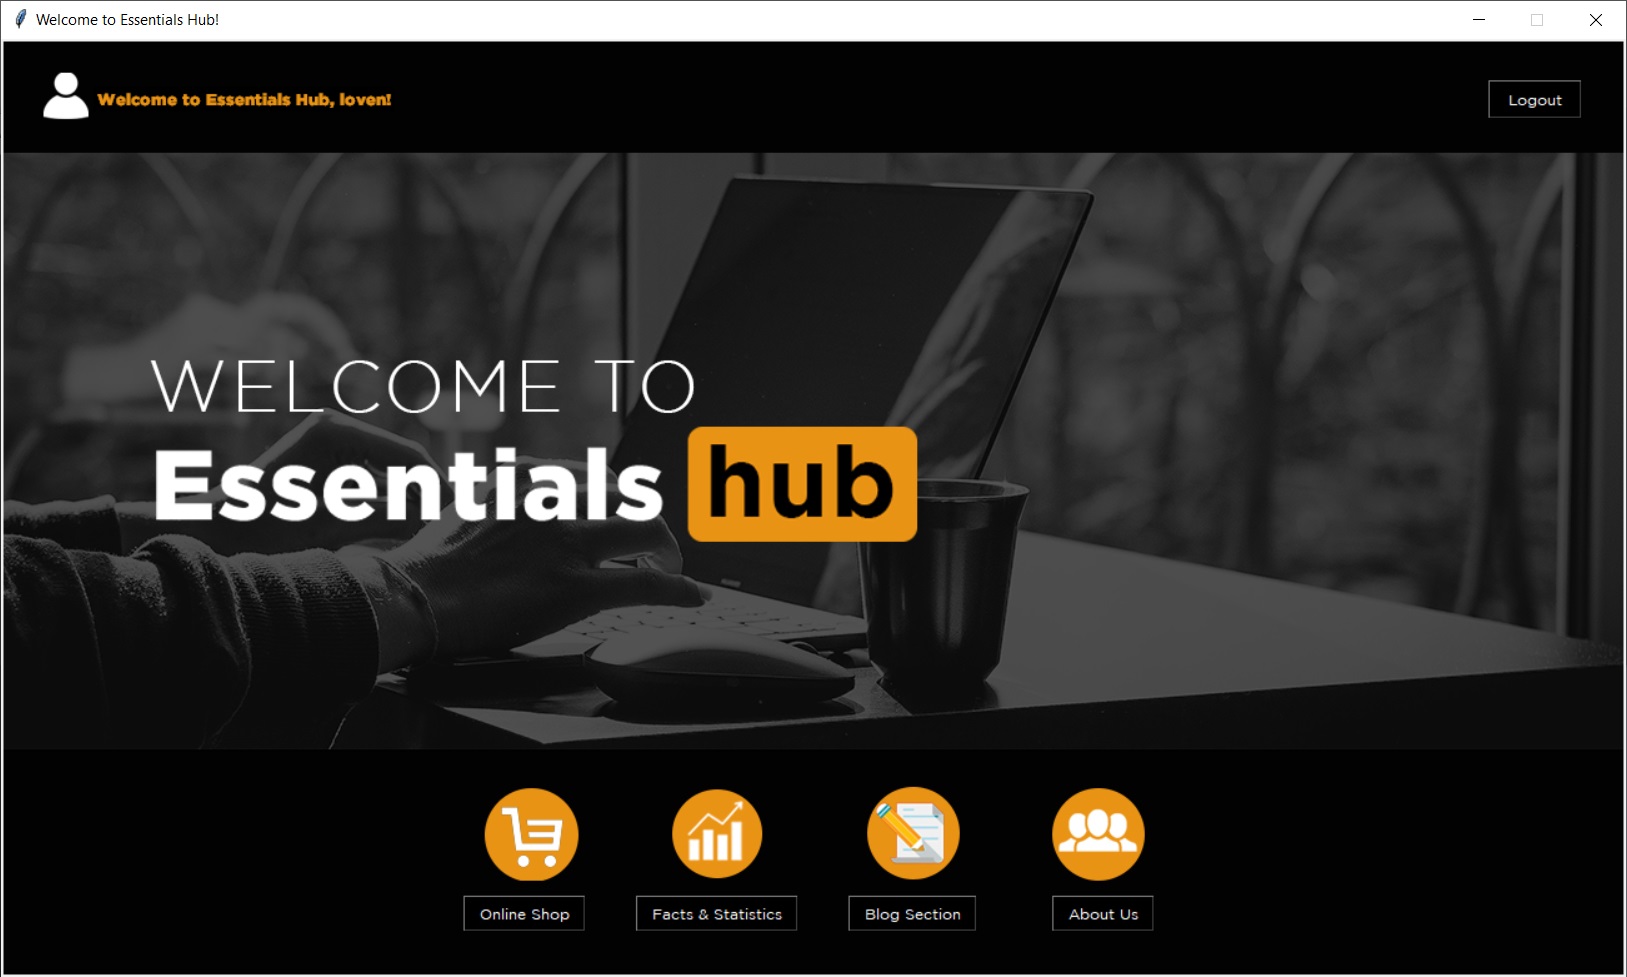 Welcome to Essentials Hub!
Welcome to Essentials Hub, loven!
Logout
WELCOME TO
Essentials hub
Online Shop
Facts & Statistics
Blog Section
About Us